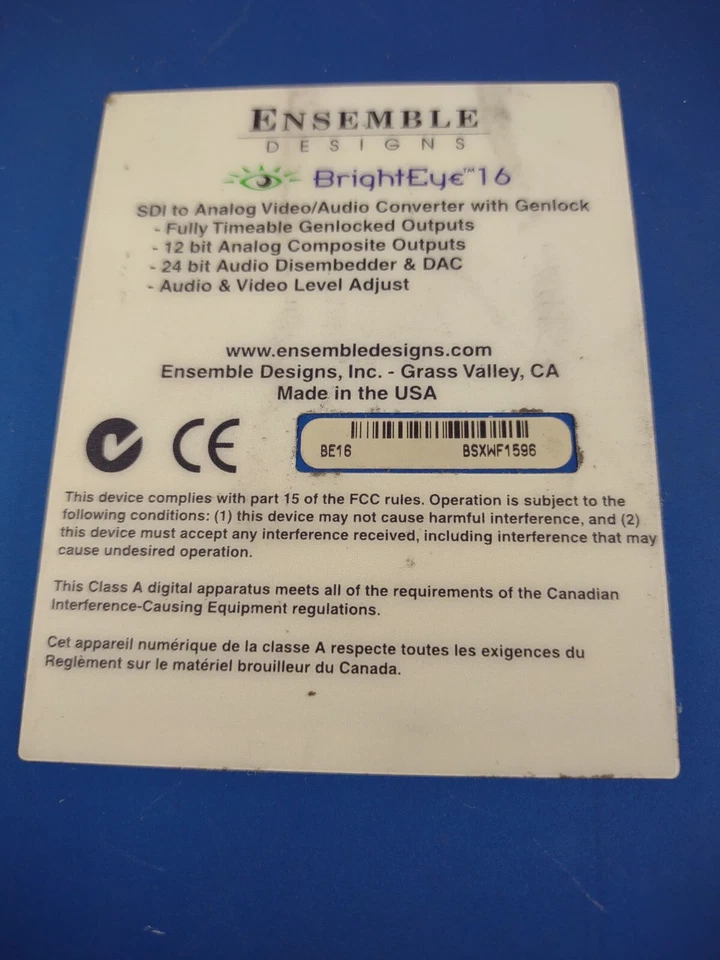 ENSEMBLE
DESIGNS
BrightEye™16
SDI to Analog Video/Audio Converter with Genlock
- Fully Timeable Genlocked Outputs
- 12 bit Analog Composite Outputs
- 24 bit Audio Disembedder & DAC
- Audio & Video Level Adjust
www.ensembledesigns.com
Ensemble Designs, Inc. - Grass Valley, CA
Made in the USA
CE
BE16 BSXWF1596
This device complies with part 15 of the FCC rules. Operation is subject to the
following conditions: (1) this device may not cause harmful interference, and (2)
this device must accept any interference received, including interference that may
cause undesired operation.
This Class A digital apparatus meets all of the requirements of the Canadian
Interference-Causing Equipment regulations.
Cet appareil numérique de la classe A respecte toutes les exigences du
Reglèment sur le matériel brouilleur du Canada.